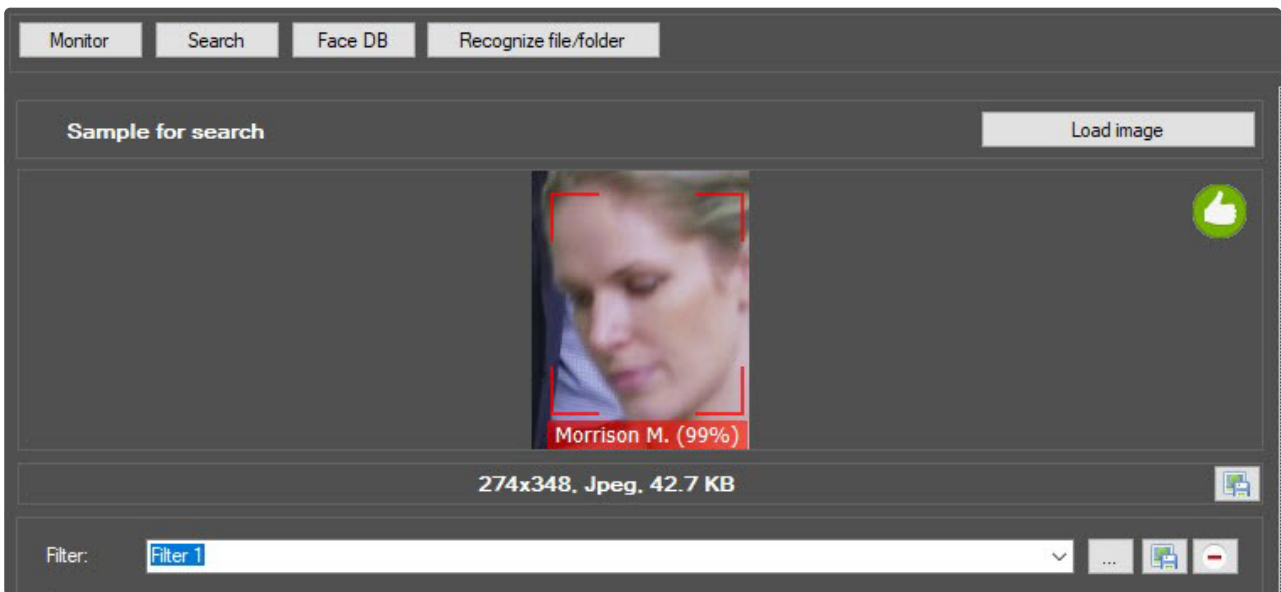 Monitor Search Face DB Recognize file/folder
Sample for search Load image
Morrison M. (99%)
274x348, Jpeg, 42.7 KB
Filter: Filter 1 ...